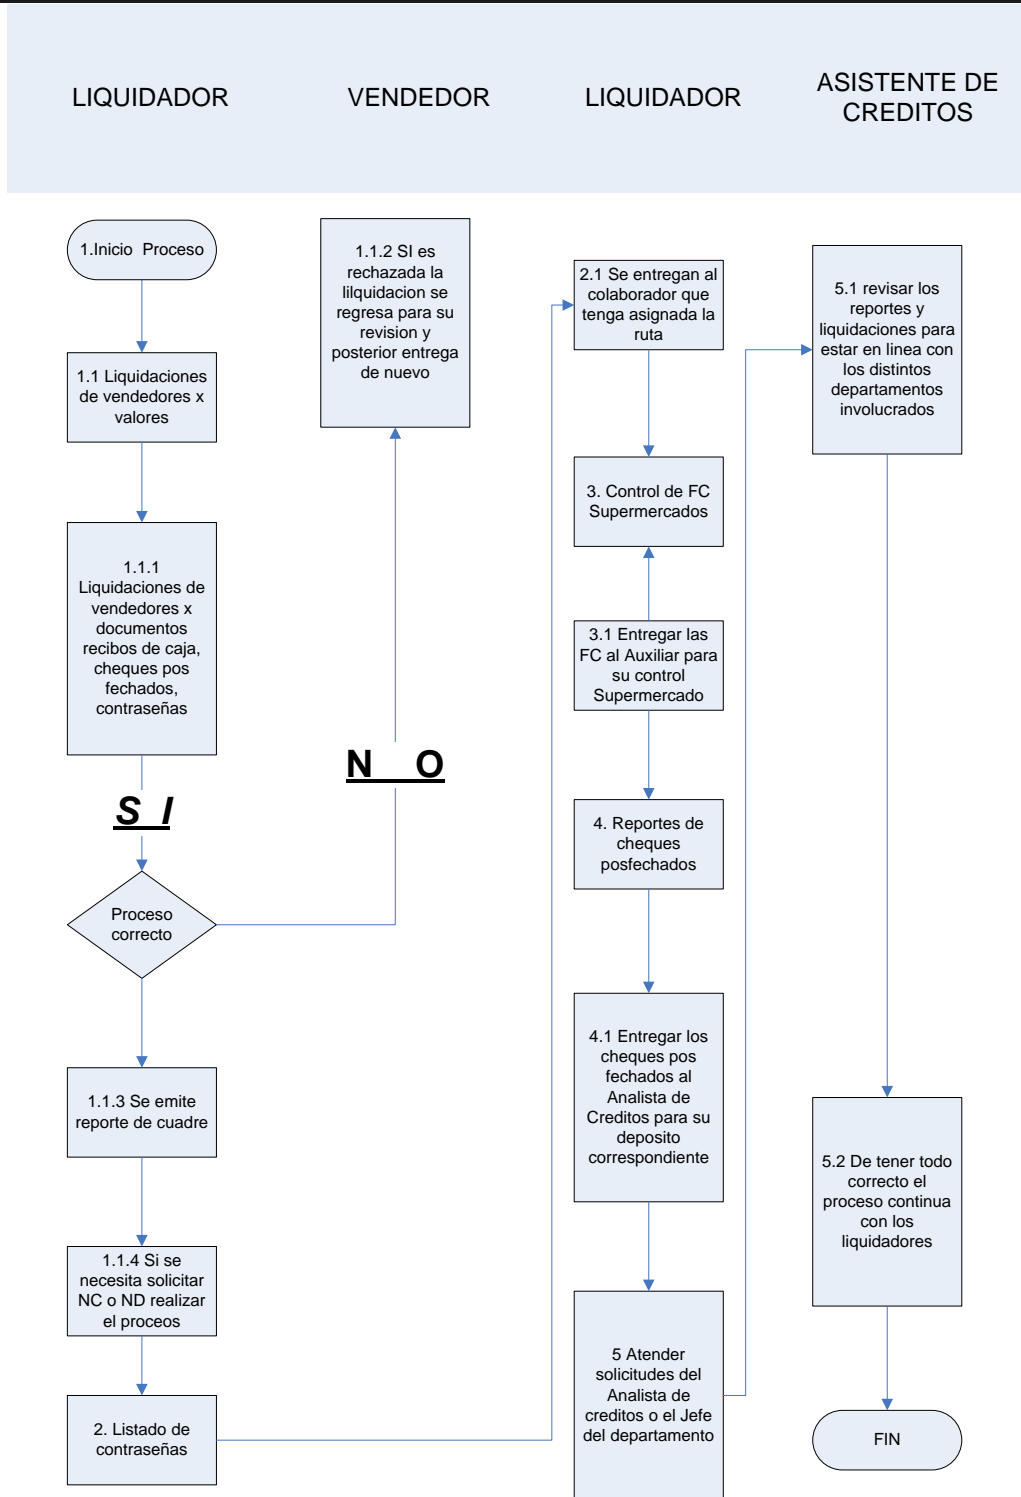 LIQUIDADOR
VENDEDOR
LIQUIDADOR
ASISTENTE DE
CREDITOS
1.Inicio Proceso
1.1 Liquidaciones
de vendedores x
valores
1.1.1
Liquidaciones de
vendedores x
documentos
recibos de caja,
cheques pos
fechados,
contraseñas
S I
Proceso
correcto
1.1.3 Se emite
reporte de cuadre
1.1.4 Si se
necesita solicitar
NC o ND realizar
el proceos
2. Listado de
contraseñas
1.1.2 SI es
rechazada la
lilquidacion se
regresa para su
revision y
posterior entrega
de nuevo
N O
2.1 Se entregan al
colaborador que
tenga asignada la
ruta
3. Control de FC
Supermercados
3.1 Entregar las
FC al Auxiliar para
su control
Supermercado
4. Reportes de
cheques
posfechados
4.1 Entregar los
cheques pos
fechados al
Analista de
Creditos para su
deposito
correspondiente
5 Atender
solicitudes del
Analista de
creditos o el Jefe
del departamento
5.1 revisar los
reportes y
liquidaciones para
estar en linea con
los distintos
departamentos
involucrados
5.2 De tener todo
correcto el
proceso continua
con los
liquidadores
FIN